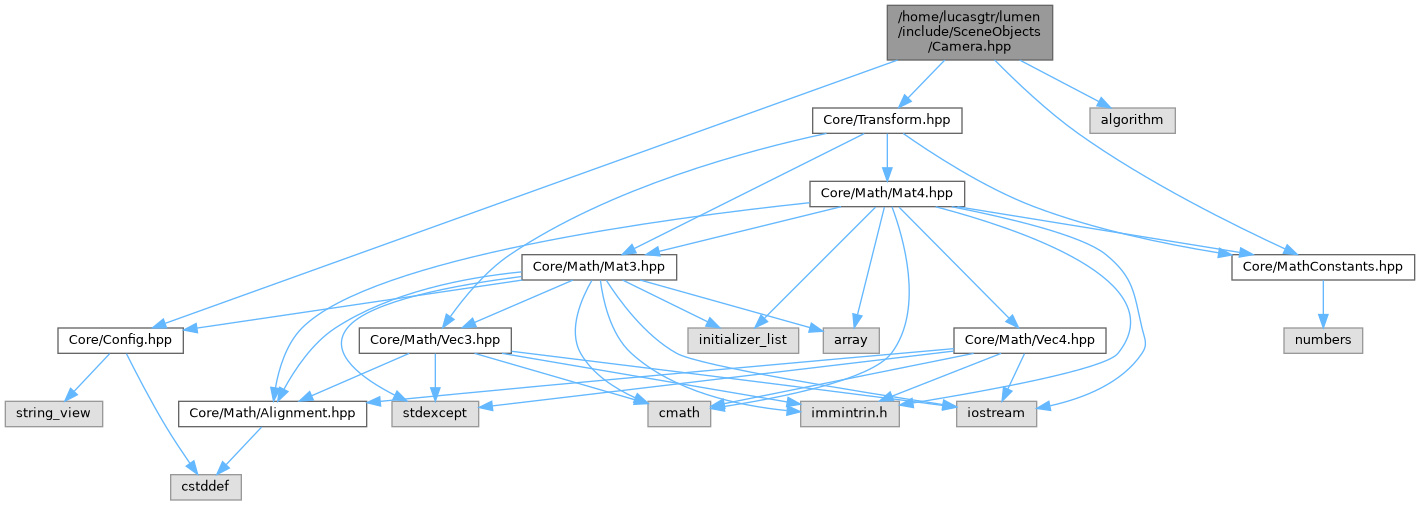 /home/lucasgtr/lumen
/include/SceneObjects
/Camera.hpp
Core/Transform.hpp
algorithm
Core/Math/Mat4.hpp
Core/Math/Mat3.hpp
Core/MathConstants.hpp
Core/Config.hpp
Core/Math/Vec3.hpp
initializer_list
array
Core/Math/Vec4.hpp
numbers
string_view
Core/Math/Alignment.hpp
stdexcept
cmath
immintrin.h
iostream
cstddef